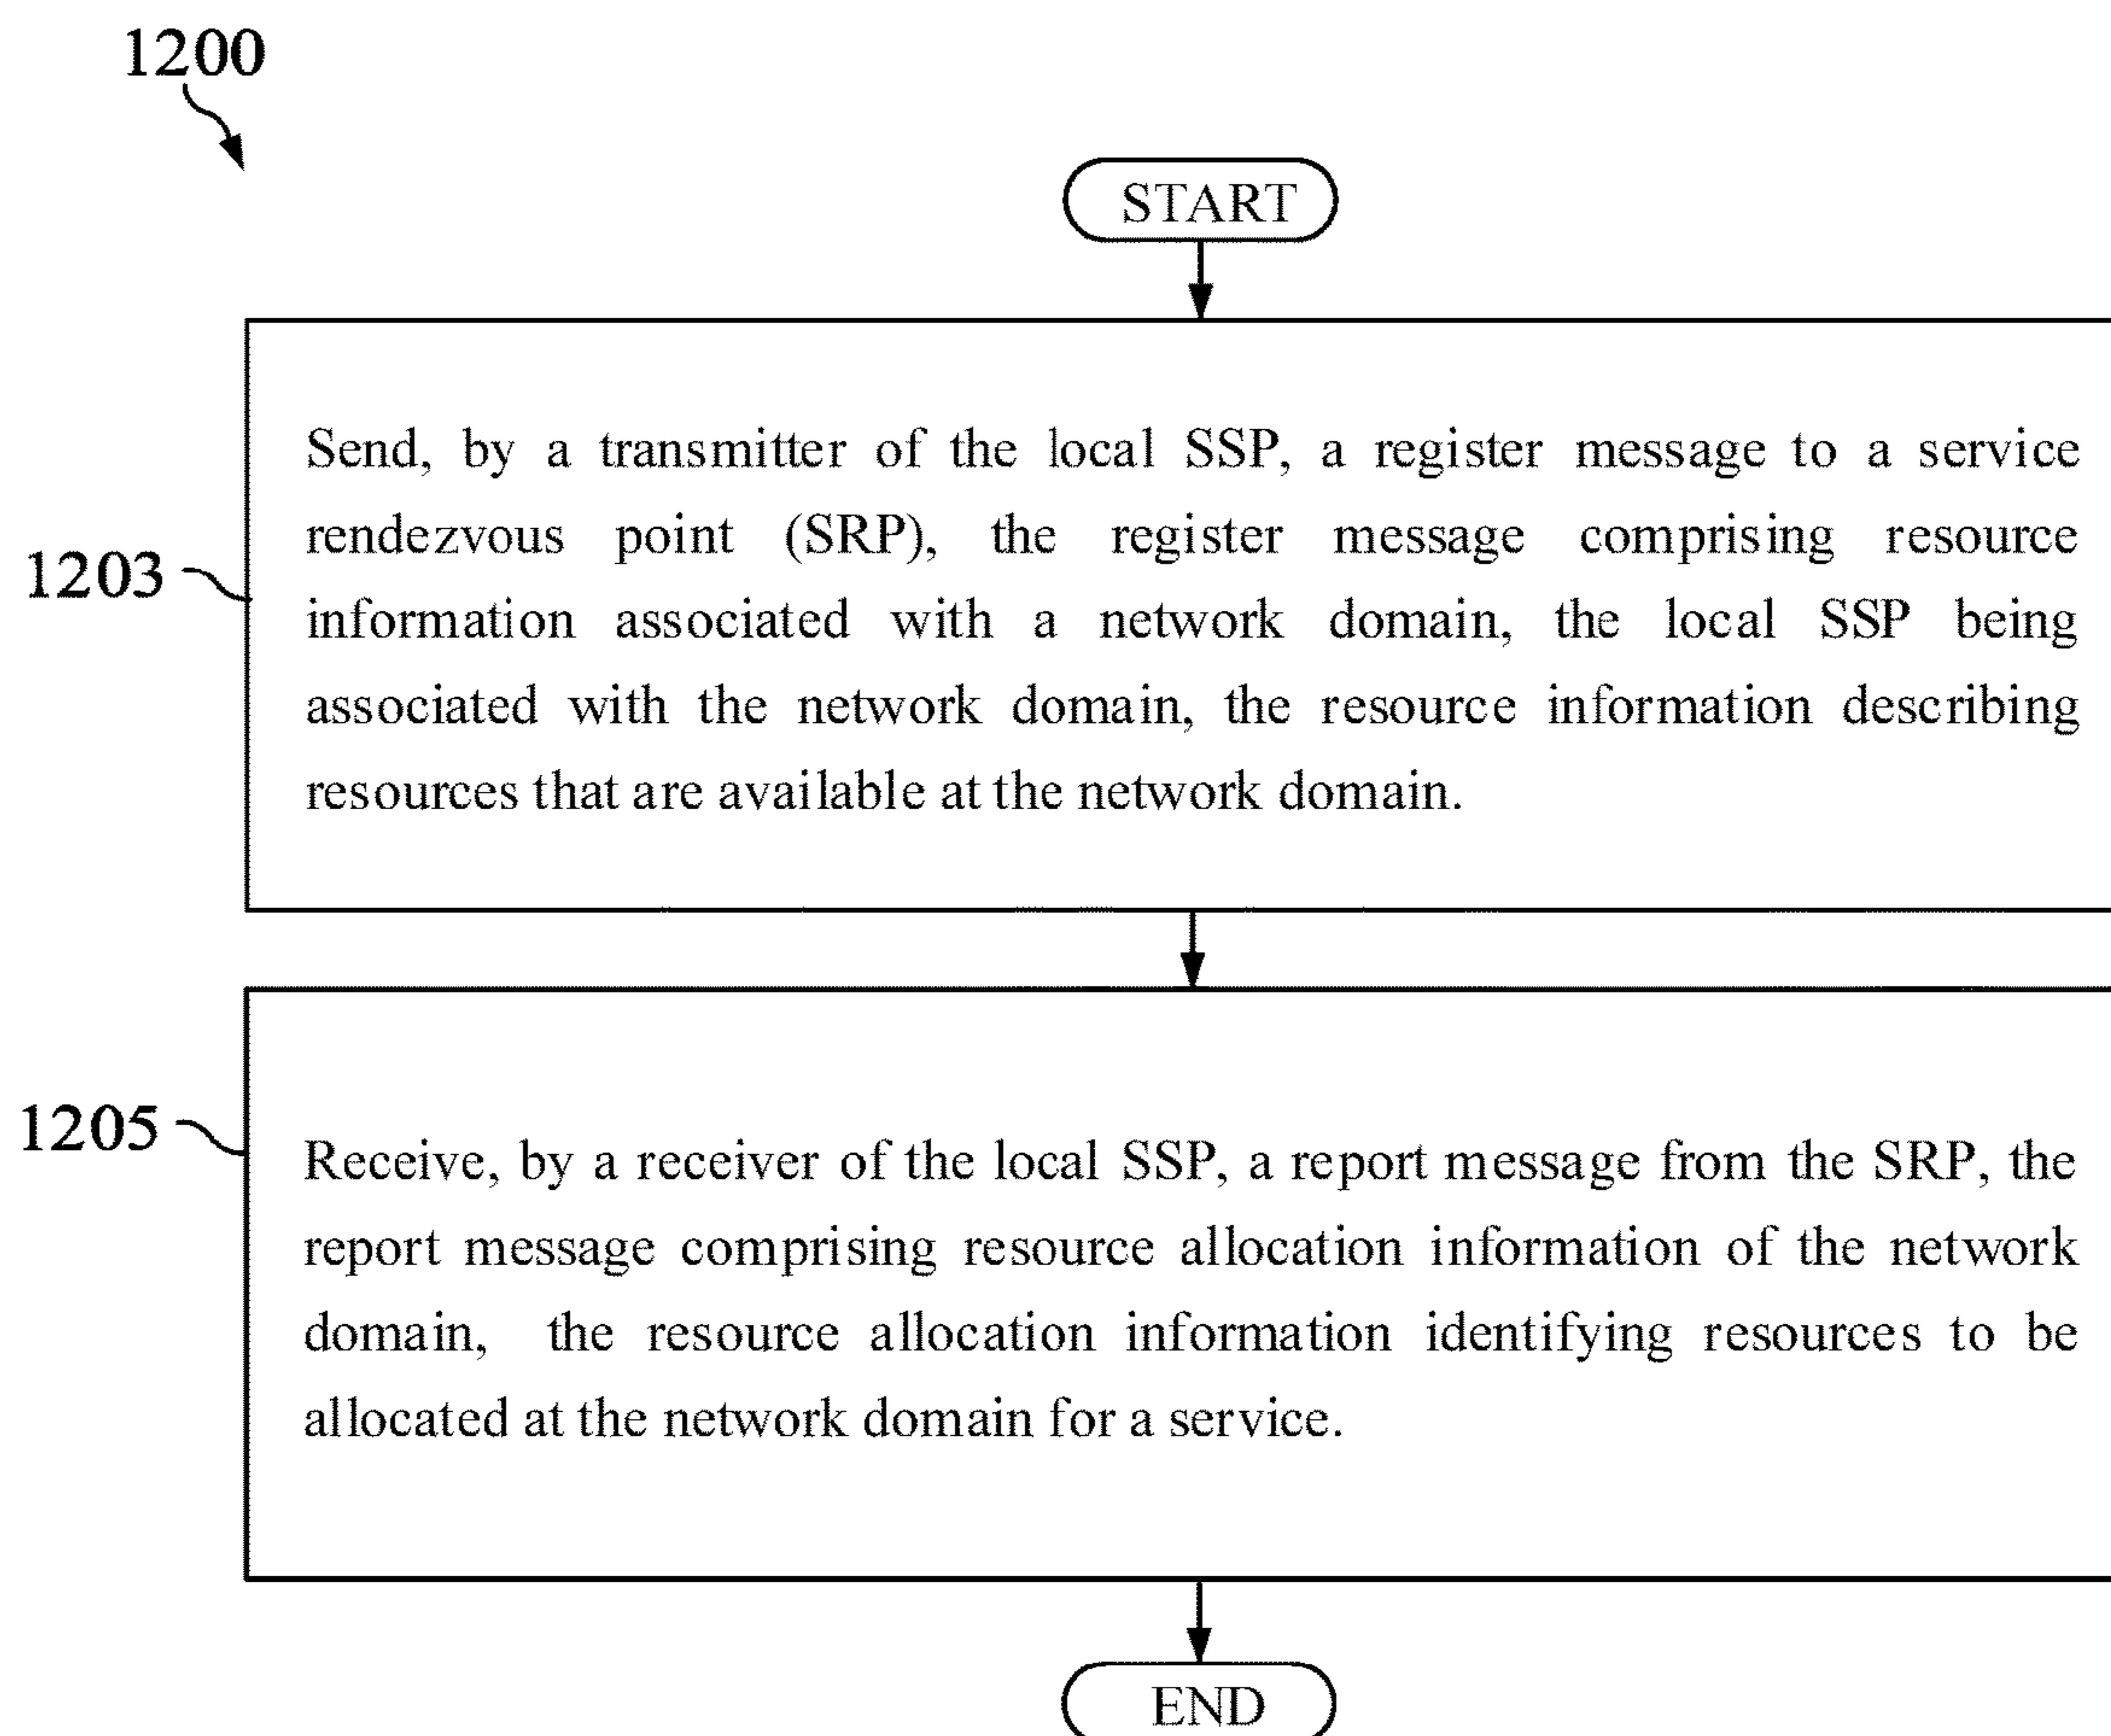 1200
START
Send, by a transmitter of the local SSP, a register message to a service
rendezvous point (SRP), the register message comprising resource
1203
information associated with a network domain, the local SSP being
associated with the network domain, the resource information describing
resources that are available at the network domain.
1205
Receive, by a receiver of the local SSP, a report message from the SRP, the
report message comprising resource allocation information of the network
domain, the resource allocation information identifying resources to be
allocated at the network domain for a service.
END